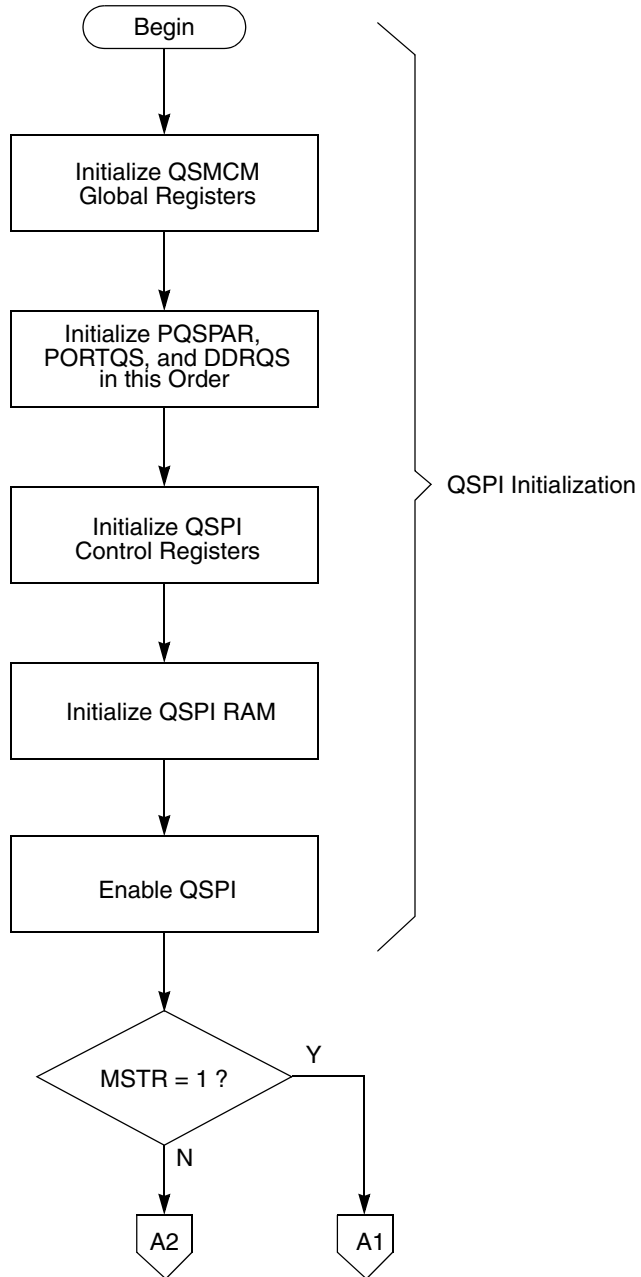 Begin
Initialize QSMCM
Global Registers
Initialize PQSPAR,
PORTQS, and DDRQS
in this Order
Initialize QSPI
Control Registers
QSPI Initialization
Initialize QSPI RAM
Enable QSPI
MSTR = 1 ?
Y
N
A2
A1